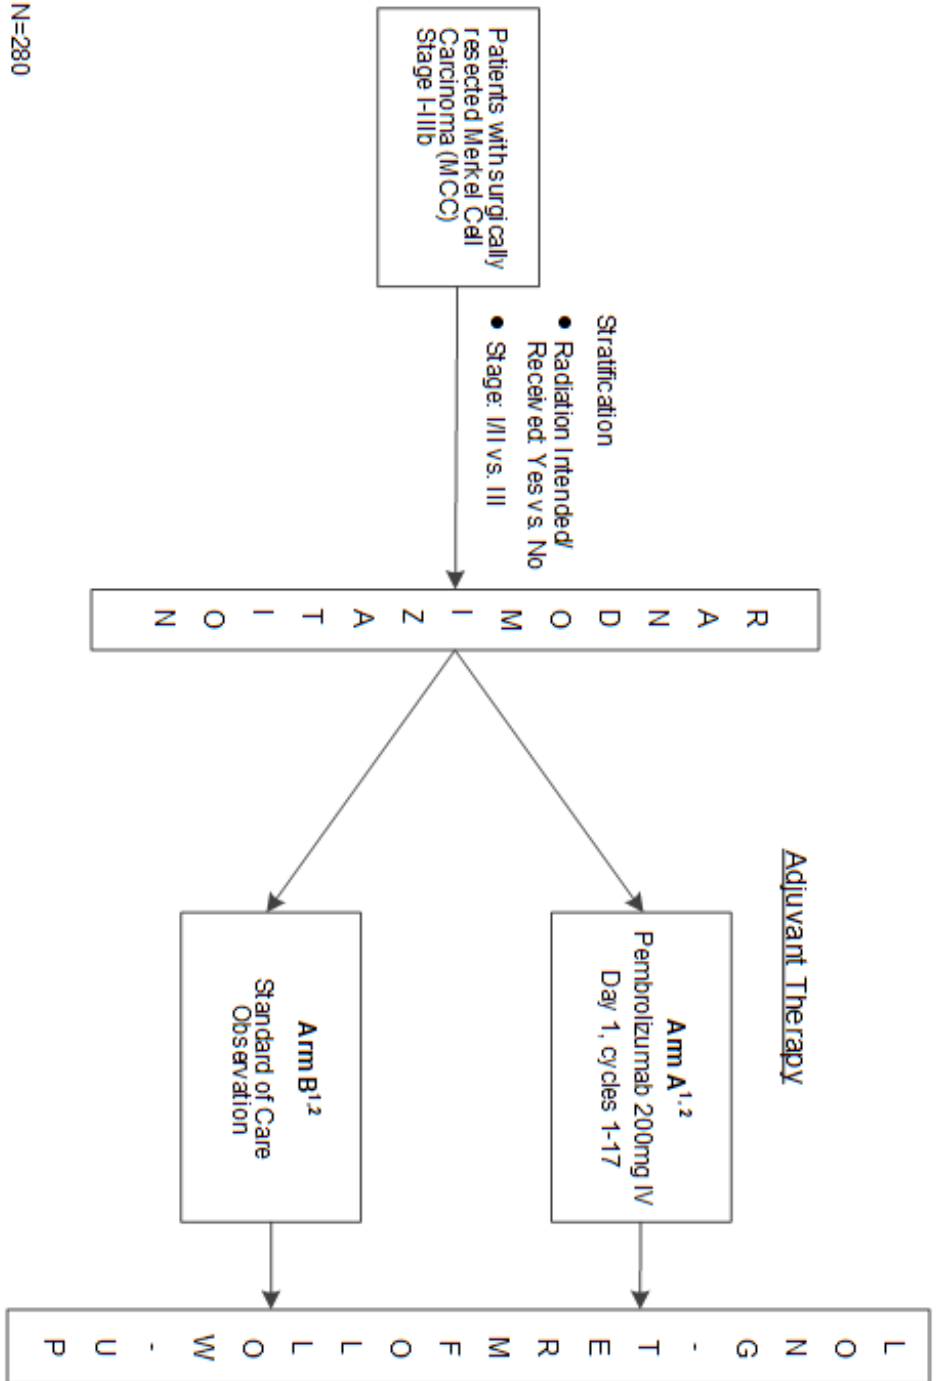 Patients with surgically
resected Merkel Cell
Carcinoma (MCC)
Stage I-IIIb
Stratification
● Radiation Intended/
Received: Yes vs. No
● Stage: I/II vs. III
RANDOMIZATION
Adjuvant Therapy
Arm A1,2
Pembrolizumab 200mg IV
Day 1, cycles 1-17
Arm B1,2
Standard of Care
Observation
LONG-TERM FOLLOW-UP
N=280